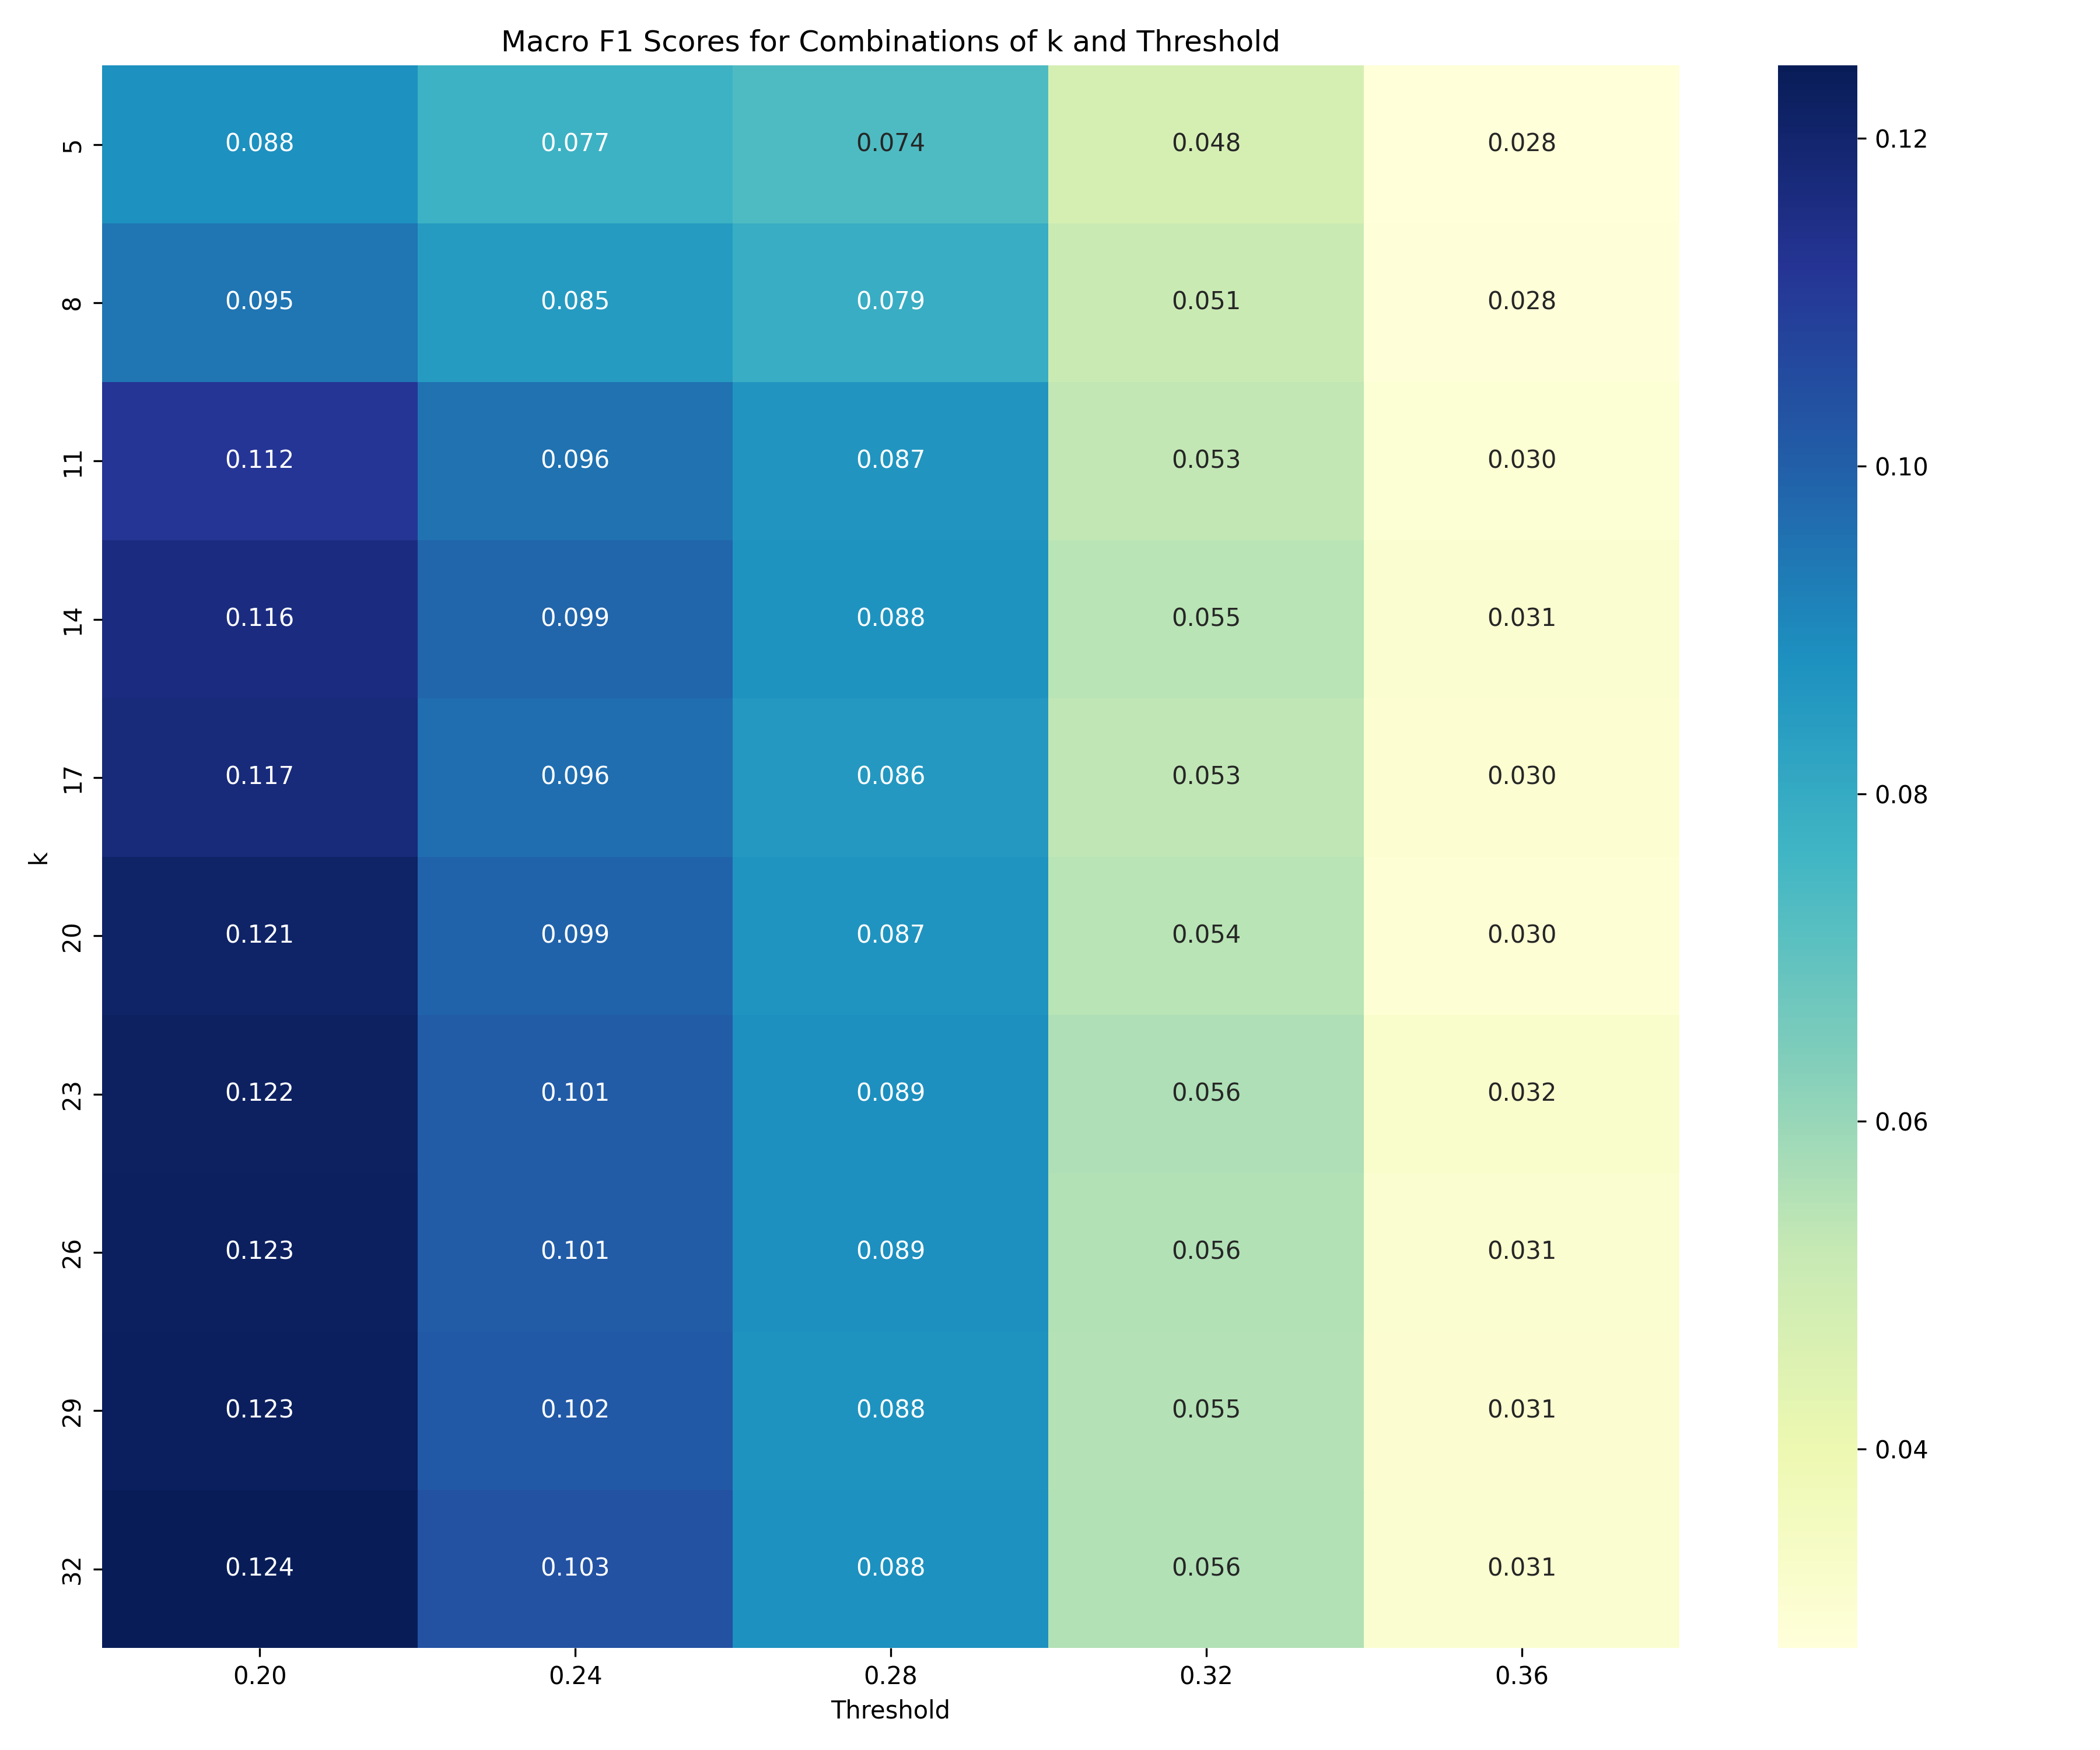 Macro F1 Scores for Combinations of k and Threshold
5 0.088 0.077 0.074 0.048 0.028
8 0.095 0.085 0.079 0.051 0.028
11 0.112 0.096 0.087 0.053 0.030
14 0.116 0.099 0.088 0.055 0.031
17 0.117 0.096 0.086 0.053 0.030
k
20 0.121 0.099 0.087 0.054 0.030
23 0.122 0.101 0.089 0.056 0.032
26 0.123 0.101 0.089 0.056 0.031
29 0.123 0.102 0.088 0.055 0.031
32 0.124 0.103 0.088 0.056 0.031
0.20 0.24 0.28 0.32 0.36
Threshold
0.12
0.10
0.08
0.06
0.04